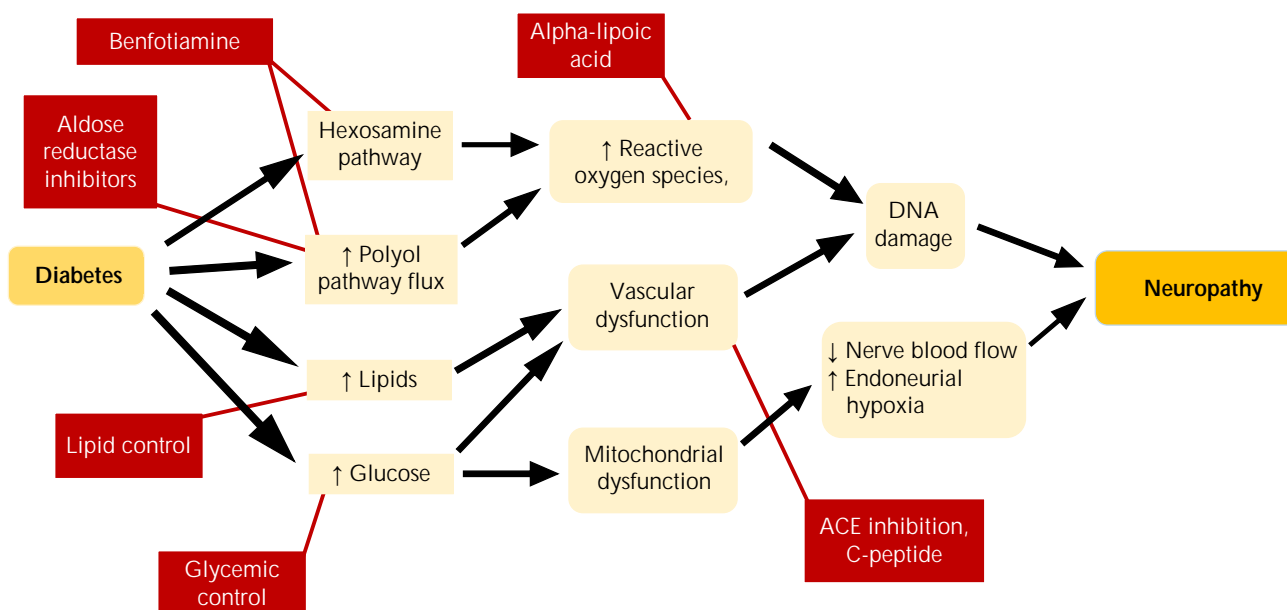 Benfotiamine
Alpha-lipoic
acid
Aldose
reductase
inhibitors
Hexosamine
pathway
↑ Reactive
oxygen species,
DNA
damage
Diabetes
↑ Polyol
pathway flux
Vascular
dysfunction
Neuropathy
↑ Lipids
↓ Nerve blood flow
↑ Endoneurial
hypoxia
Lipid control
↑ Glucose
Mitochondrial
dysfunction
ACE inhibition,
C-peptide
Glycemic
control